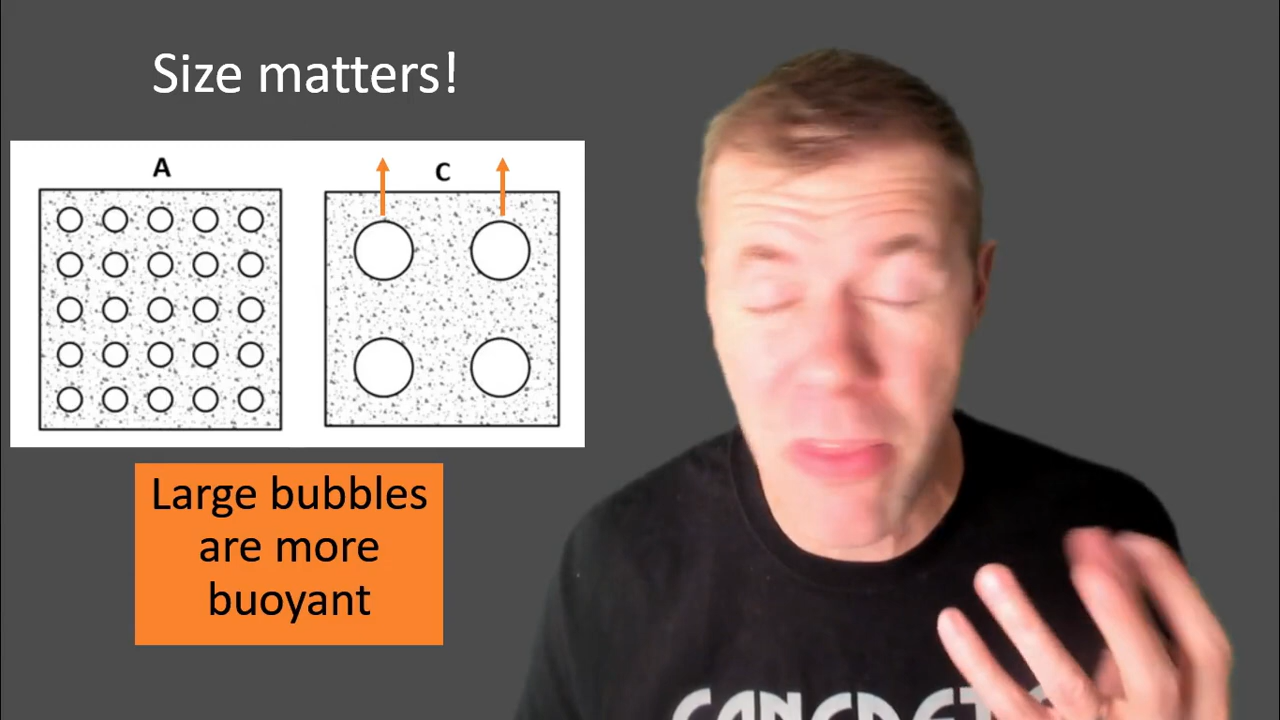 Size matters!
A
C
Large bubbles
are more
buoyant